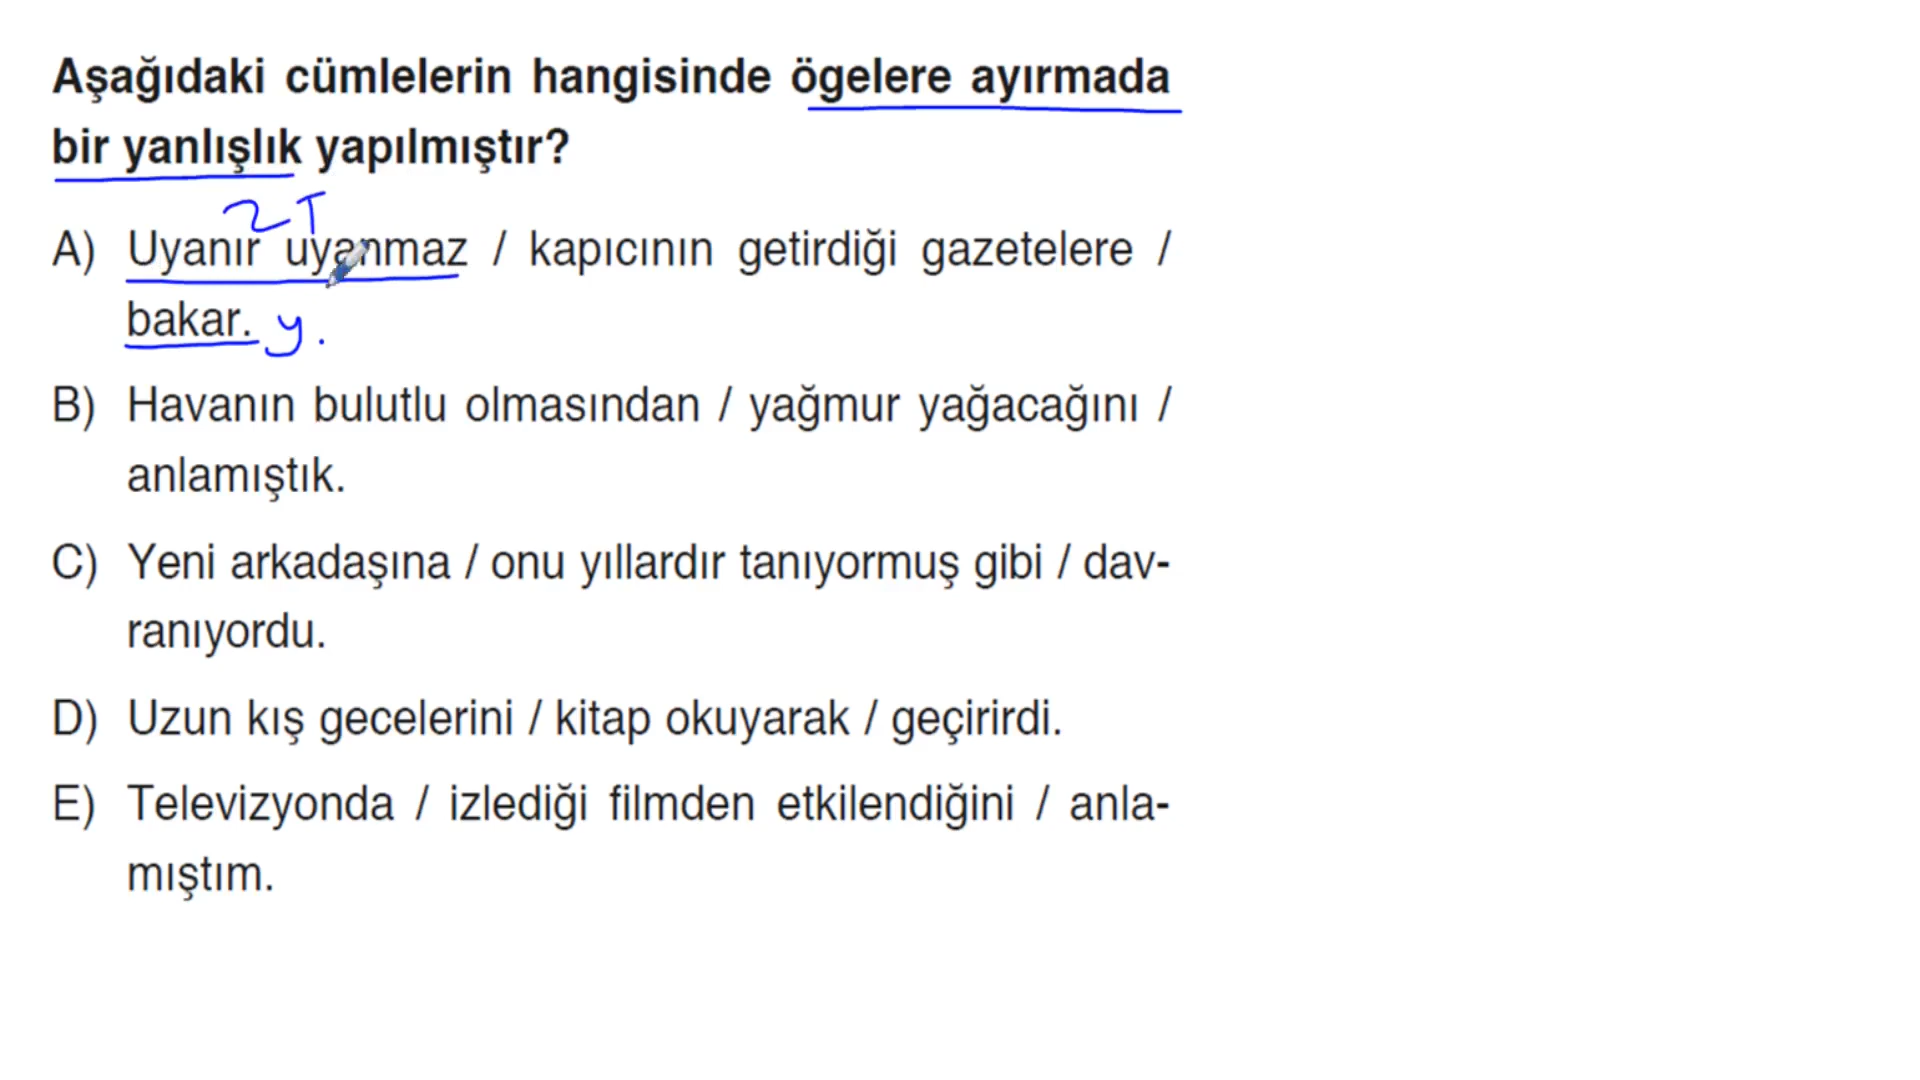 Aşağıdaki cümlelerin hangisinde ögelere ayırmada
bir yanlışlık yapılmıştır?
ZT
A) Uyanır uyanmaz / kapıcının getirdiği gazetelere /
bakar. y.
B) Havanın bulutlu olmasından / yağmur yağacağını /
anlamıştık.
C) Yeni arkadaşına / onu yıllardır tanıyormuş gibi / dav-
ranıyordu.
D) Uzun kış gecelerini / kitap okuyarak / geçirirdi.
E) Televizyonda / izlediği filmden etkilendiğini / anla-
mıştım.